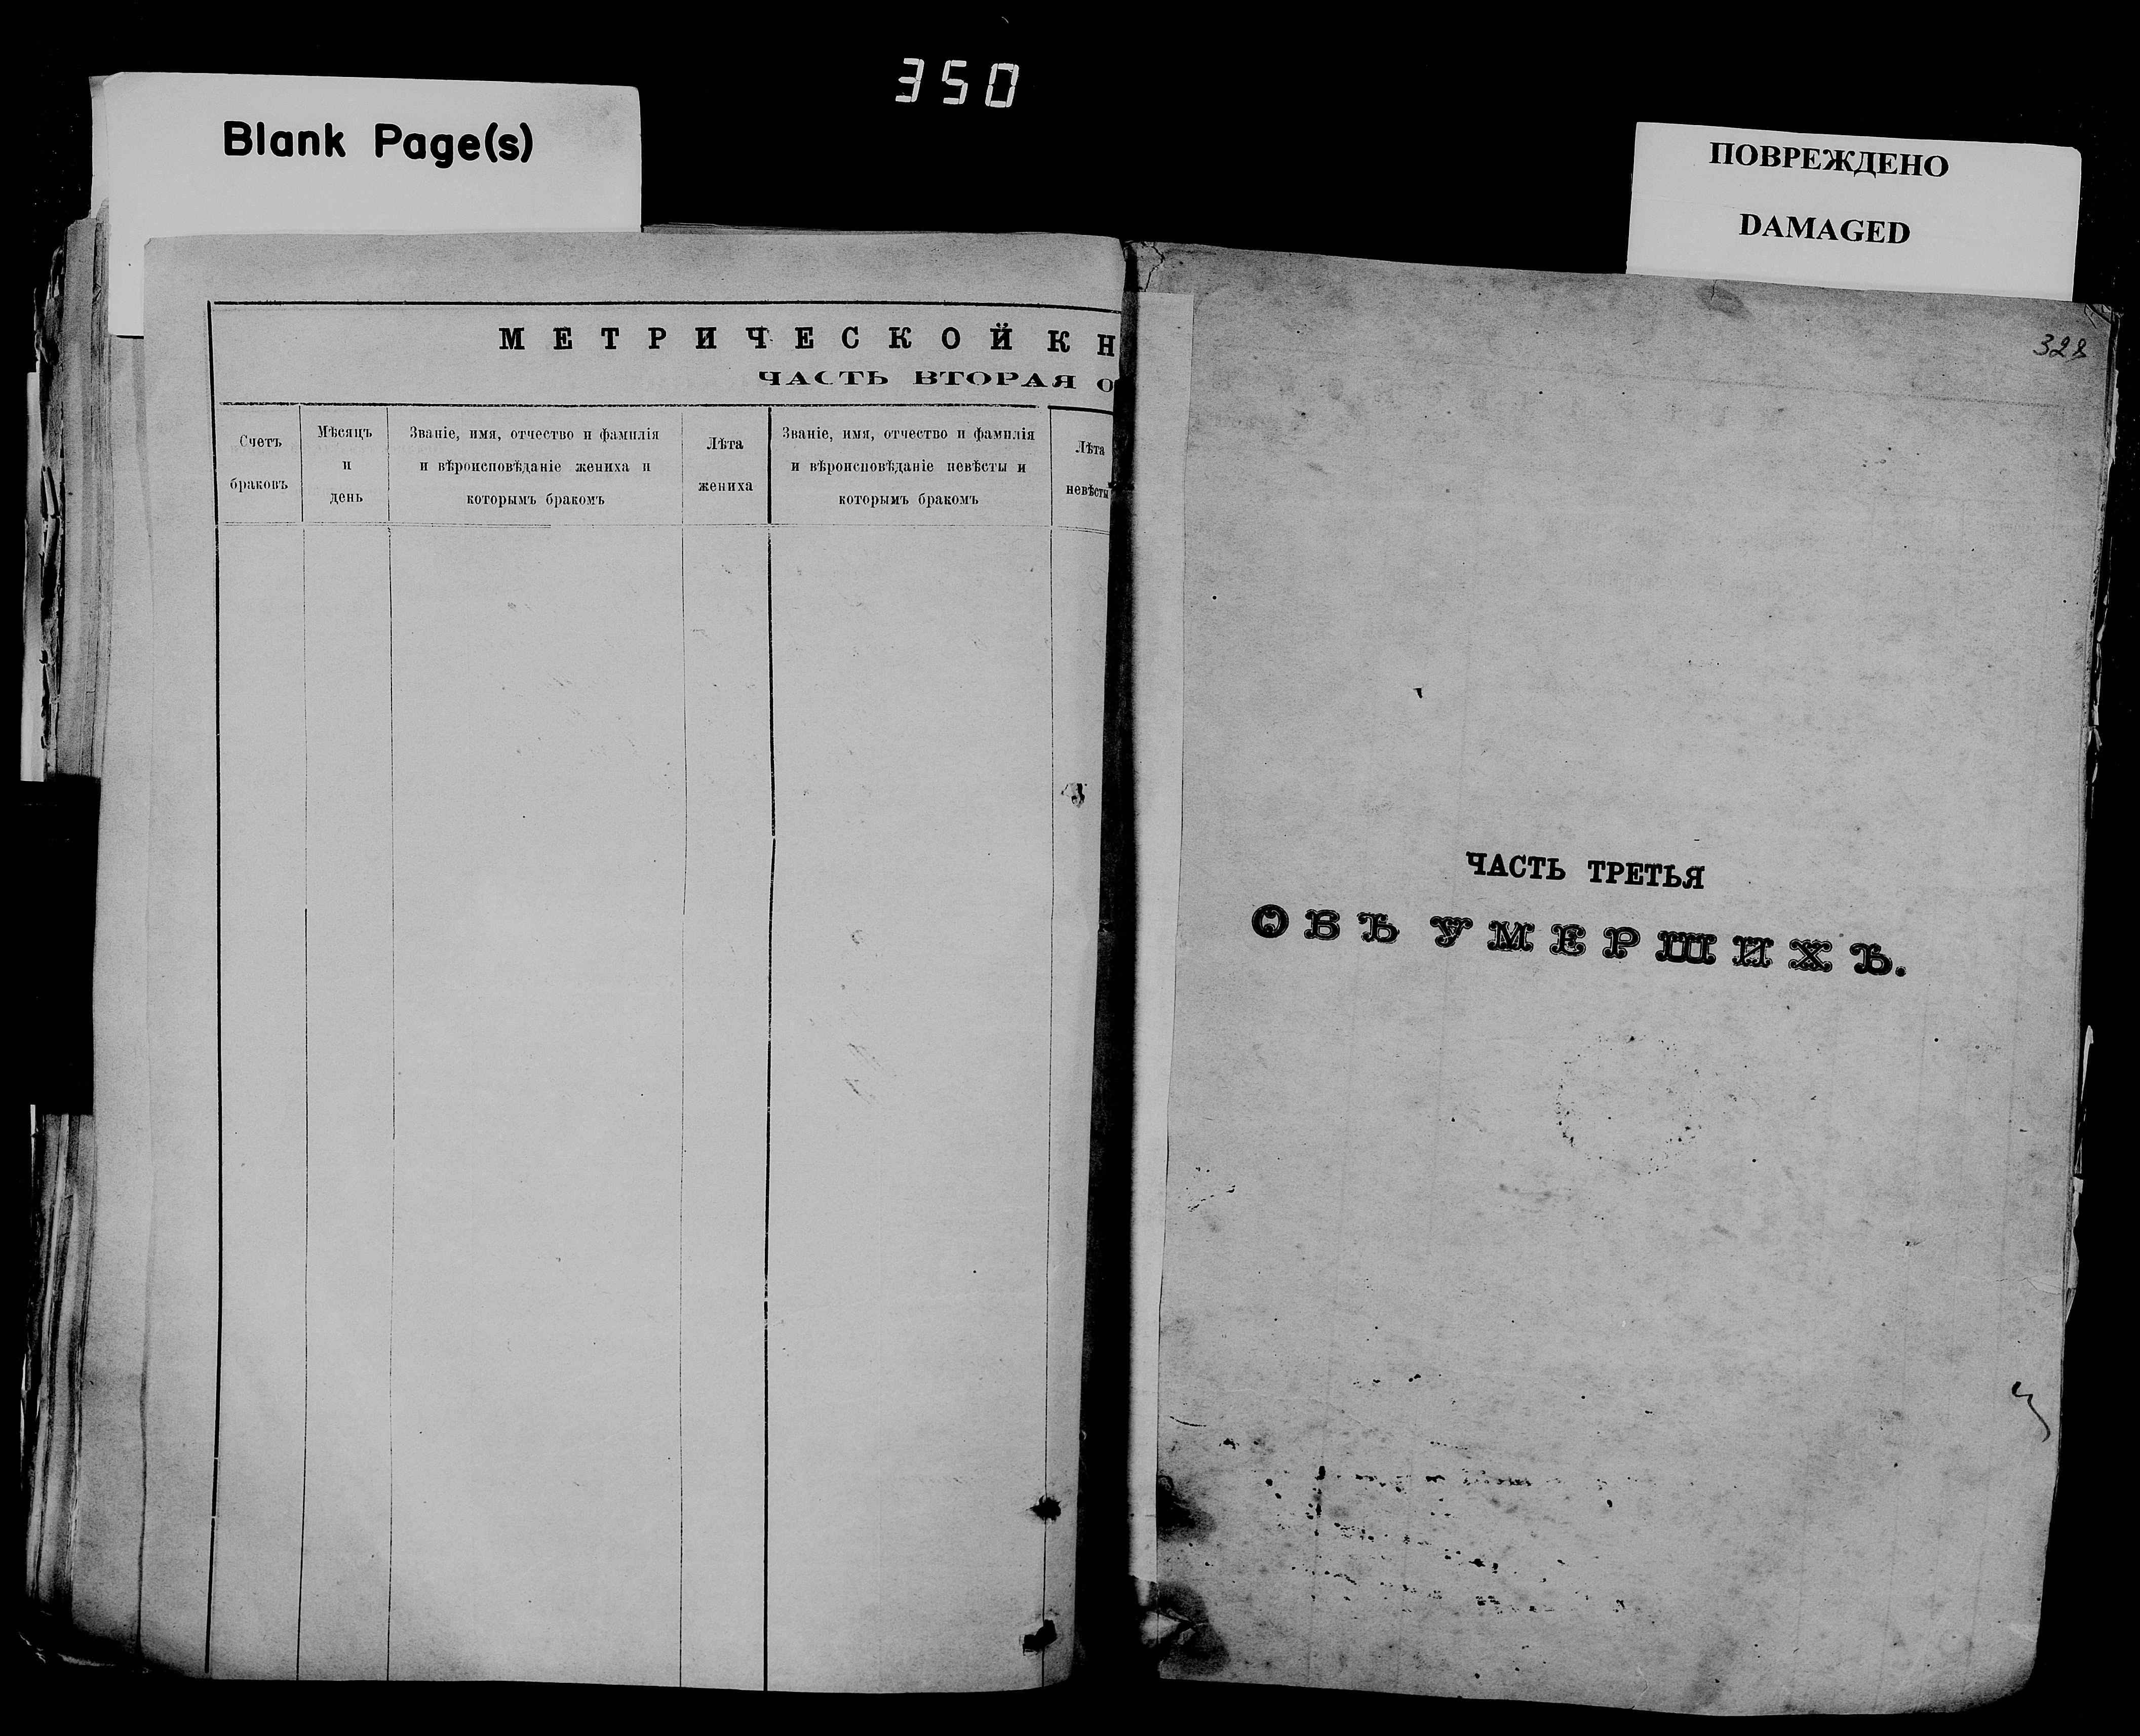 350
Blank Page(s)
ПОВРЕЖДЕНО
DAMAGED
МЕТРИЧЕСКОЙ КН
ЧАСТЬ ВТОРАЯ О
Счетъ
браковъ
Мѣсяцъ
и
день
Званіе, имя, отчество и фамилія
и вѣроисповѣданіе жениха и
которымъ бракомъ
Лѣта
жениха
Званіе, имя, отчество и фамилія
и вѣроисповѣданіе невѣсты и
которымъ бракомъ
Лѣта
невѣсты
328
ЧАСТЬ ТРЕТЬЯ
ОБЪ УМЕРШИХЪ.